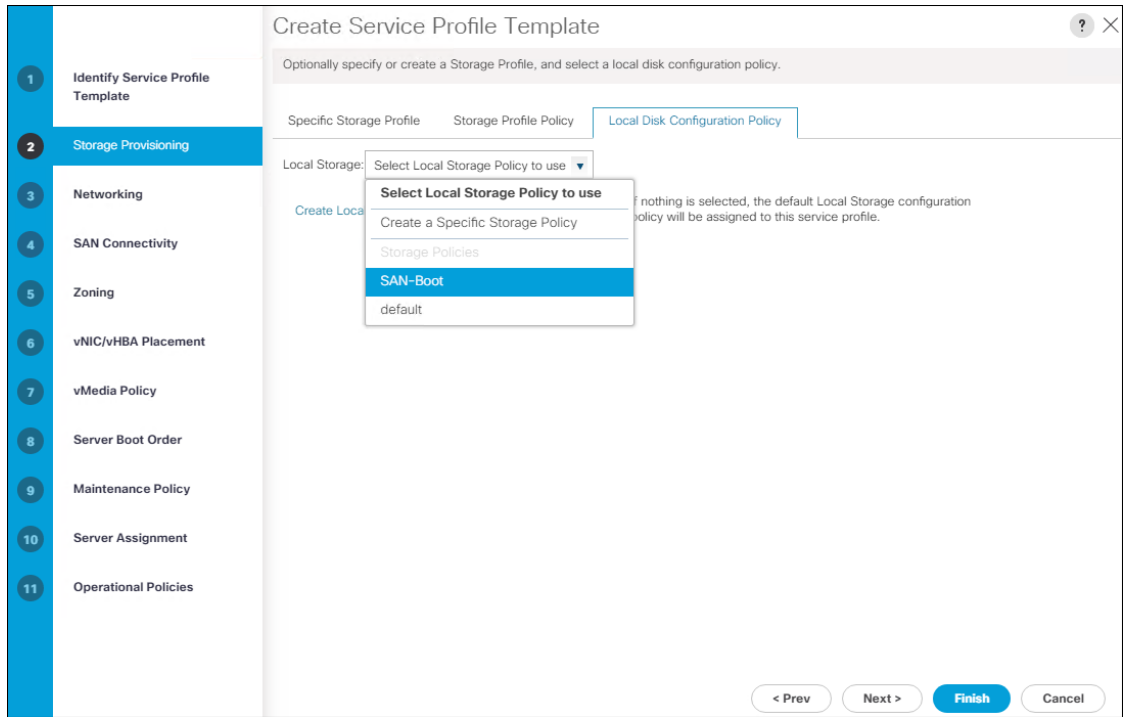 Create Service Profile Template
? ×
Optionally specify or create a Storage Profile, and select a local disk configuration policy.
1 Identify Service Profile
Template
2 Storage Provisioning
3 Networking
4 SAN Connectivity
5 Zoning
6 vNIC/vHBA Placement
7 vMedia Policy
8 Server Boot Order
9 Maintenance Policy
10 Server Assignment
11 Operational Policies
Specific Storage Profile Storage Profile Policy Local Disk Configuration Policy
Local Storage: Select Local Storage Policy to use
Select Local Storage Policy to use
Create a Specific Storage Policy
Storage Policies
SAN-Boot
default
Create Loca
f nothing is selected, the default Local Storage configuration
policy will be assigned to this service profile.
< Prev Next > Finish Cancel